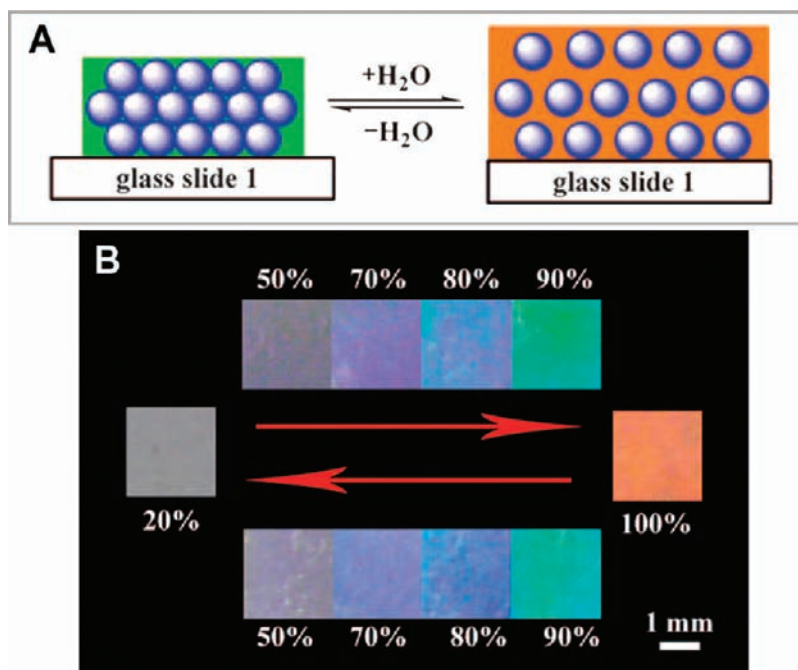 A
+H₂O
−H₂O
glass slide 1
glass slide 1
B
50% 70% 80% 90%
20%
100%
50% 70% 80% 90%
1 mm